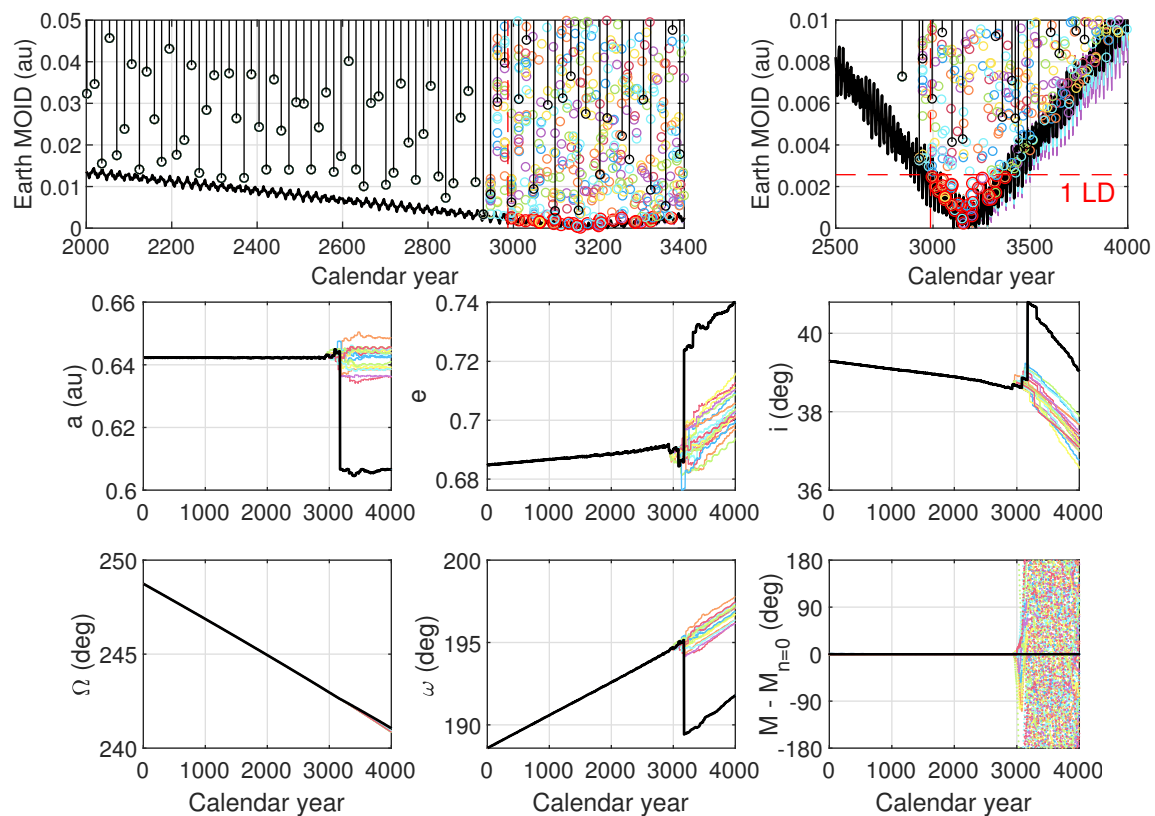 Earth MOID (au)
0.05
0.04
0.03
0.02
0.01
0
2000 2200 2400 2600 2800 3000 3200 3400
Calendar year
Earth MOID (au)
0.01
0.008
0.006
0.004
0.002
0
1 LD
2500 3000 3500 4000
Calendar year
a (au)
0.66
0.64
0.62
0.6
0 1000 2000 3000 4000
e
0.74
0.72
0.7
0.68
0 1000 2000 3000 4000
i (deg)
40
38
36
0 1000 2000 3000 4000
Ω (deg)
250
245
240
0 1000 2000 3000 4000
Calendar year
ω (deg)
200
195
190
0 1000 2000 3000 4000
Calendar year
M - Mn=0 (deg)
180
90
0
-90
-180
0 1000 2000 3000 4000
Calendar year